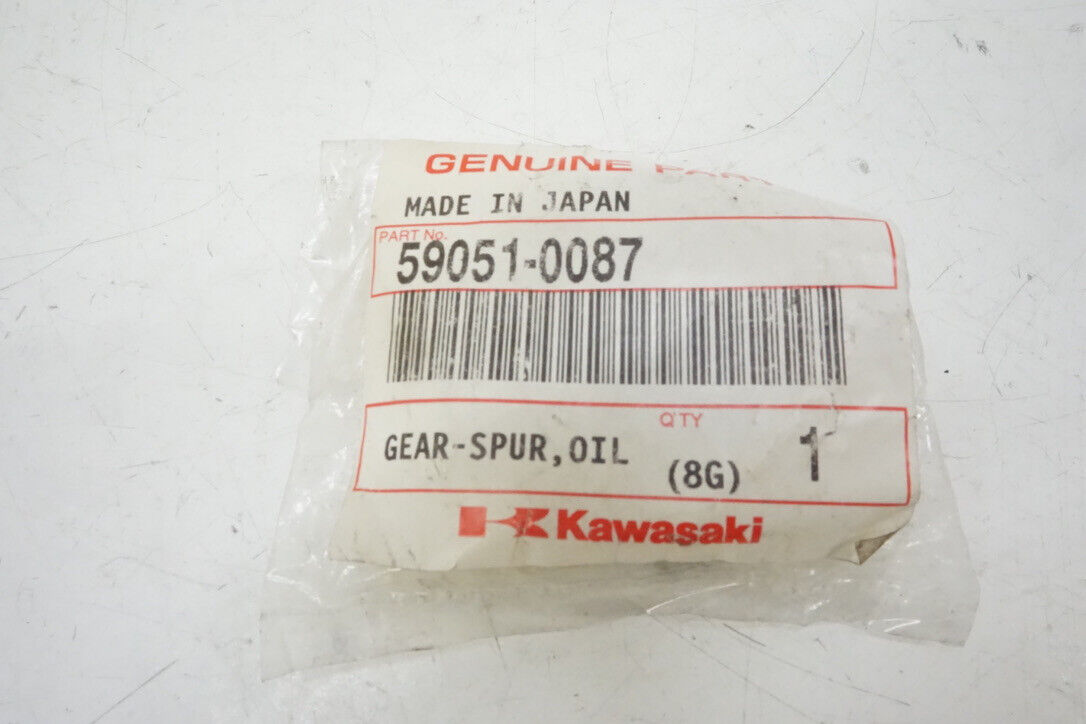 GENUINE PARTS
MADE IN JAPAN
PART No.
59051-0087
Q'TY
GEAR-SPUR,OIL (8G) 1
Kawasaki